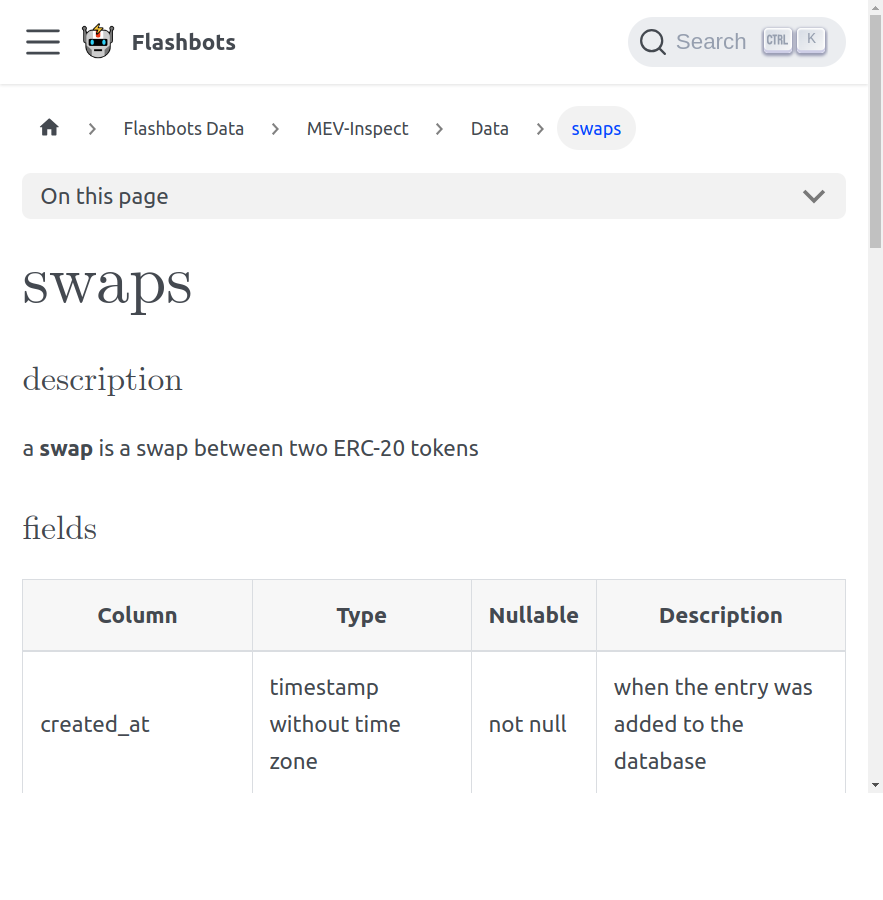 Flashbots
Search CTRL K
Flashbots Data MEV-Inspect Data swaps
On this page
swaps
description
a swap is a swap between two ERC-20 tokens
fields
Column Type Nullable Description
created_at timestamp without time zone not null when the entry was added to the database